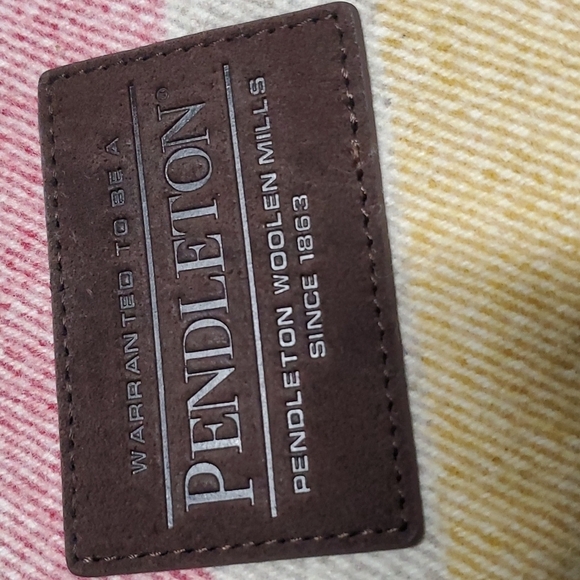 WARRANTED TO BE A
PENDLETON®
PENDLETON WOOLEN MILLS
SINCE 1863